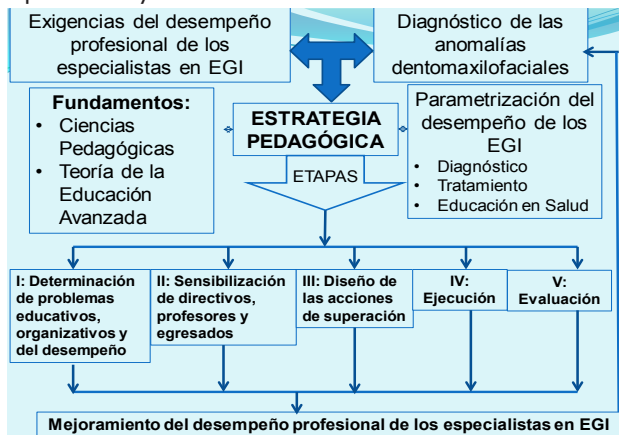 Exigencias del desempeño
profesional de los
especialistas en EGI
Diagnóstico de las
anomalías
dentomaxilofaciales
Fundamentos:
• Ciencias
Pedagógicas
• Teoría de la
Educación
Avanzada
ESTRATEGIA
PEDAGÓGICA
ETAPAS
Parametrización del
desempeño de los
EGI
• Diagnóstico
• Tratamiento
• Educación en Salud
I: Determinación
de problemas
educativos,
organizativos y
del desempeño
II: Sensibilización
de directivos,
profesores y
egresados
III: Diseño de
las acciones
de superación
IV:
Ejecución
V:
Evaluación
Mejoramiento del desempeño profesional de los especialistas en EGI